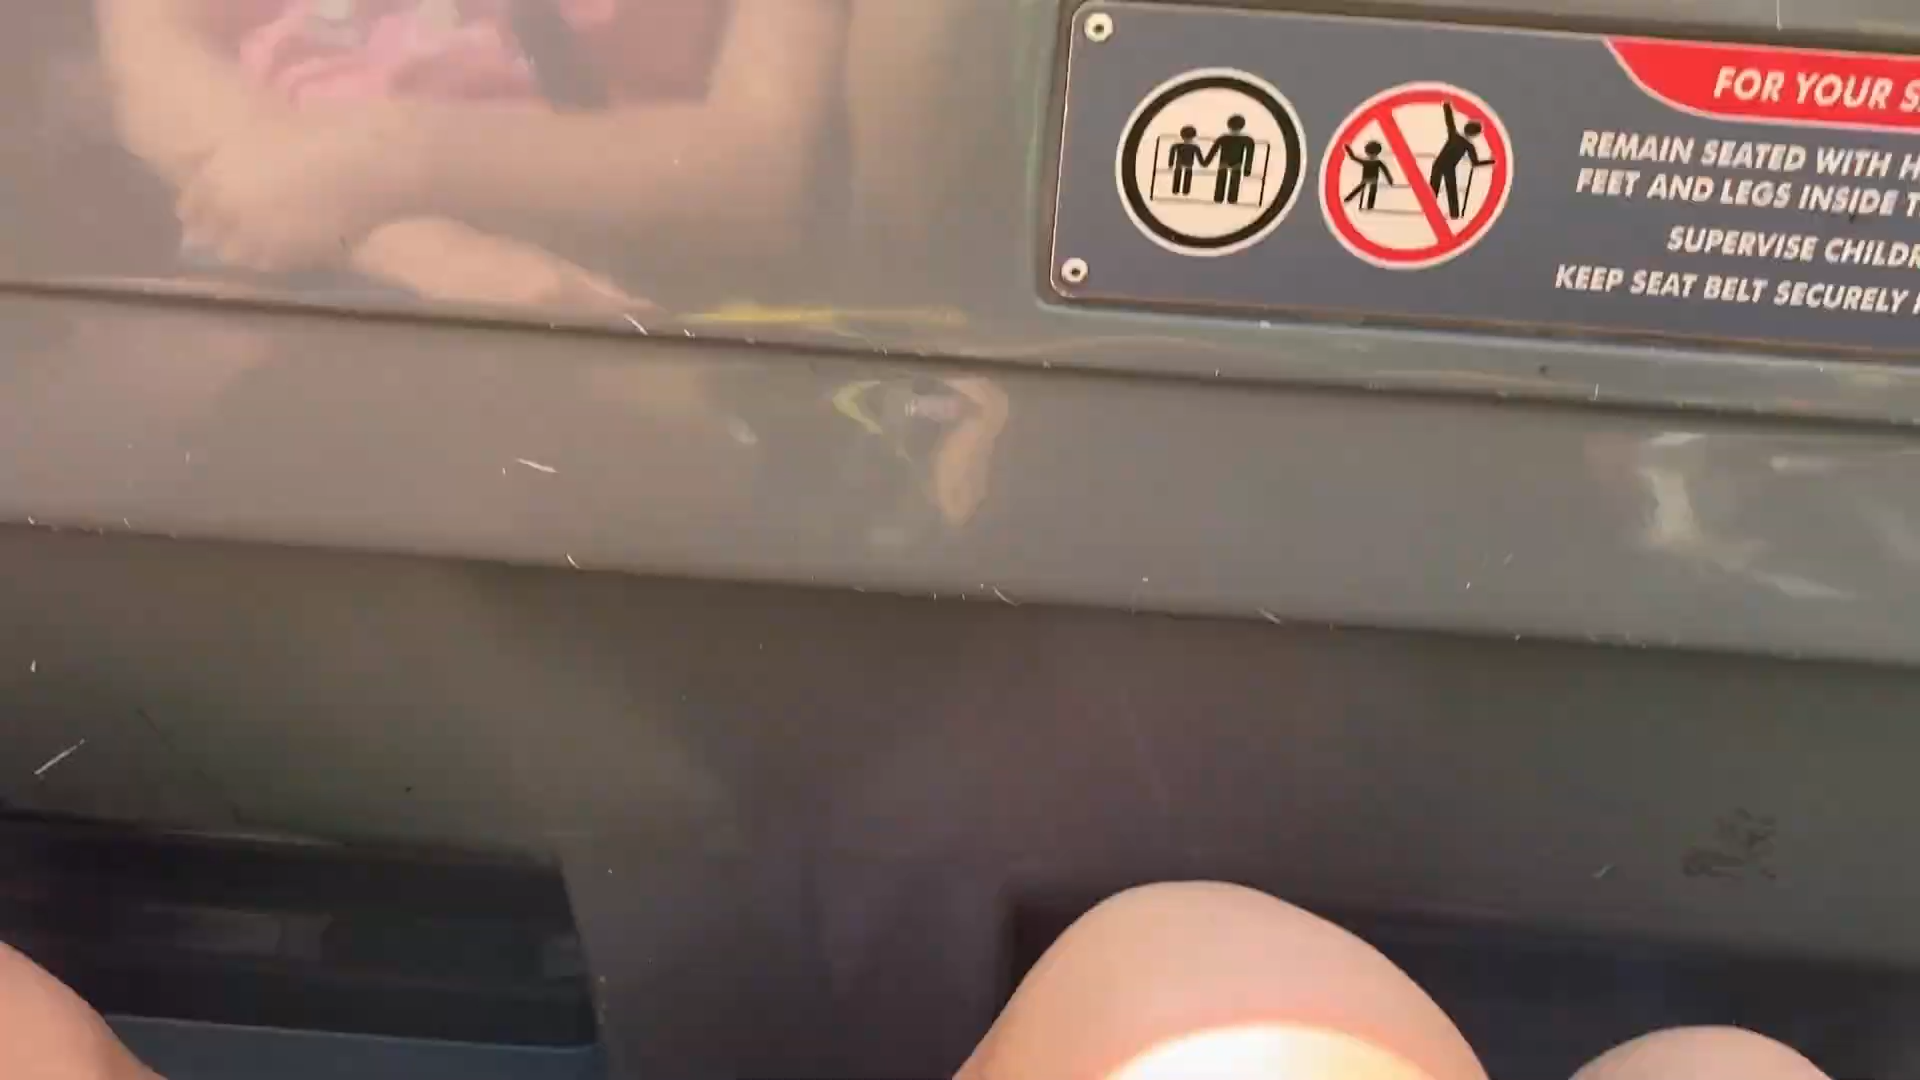 FOR YOUR
REMAIN SEATED WITH
FEET AND LEGS INSIDE
SUPERVISE
KEEP SEAT BELT SECURELY